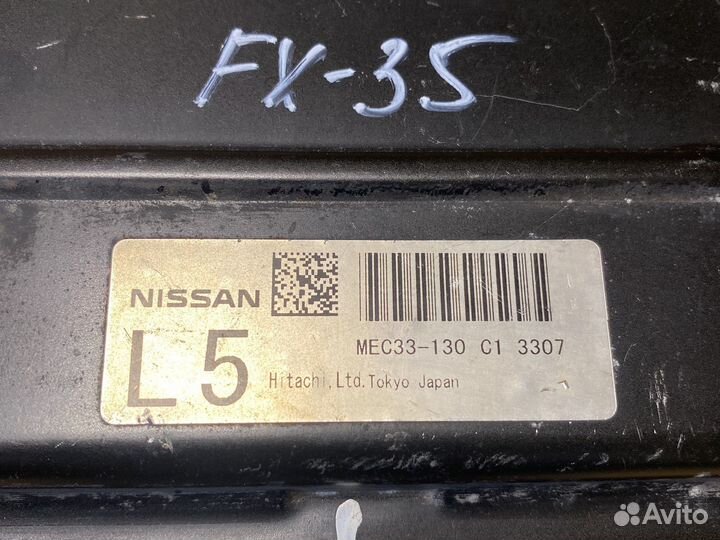 FX-35
NISSAN
L5
MEC33-130 C1 3307
Hitachi,Ltd.Tokyo Japan
Avito